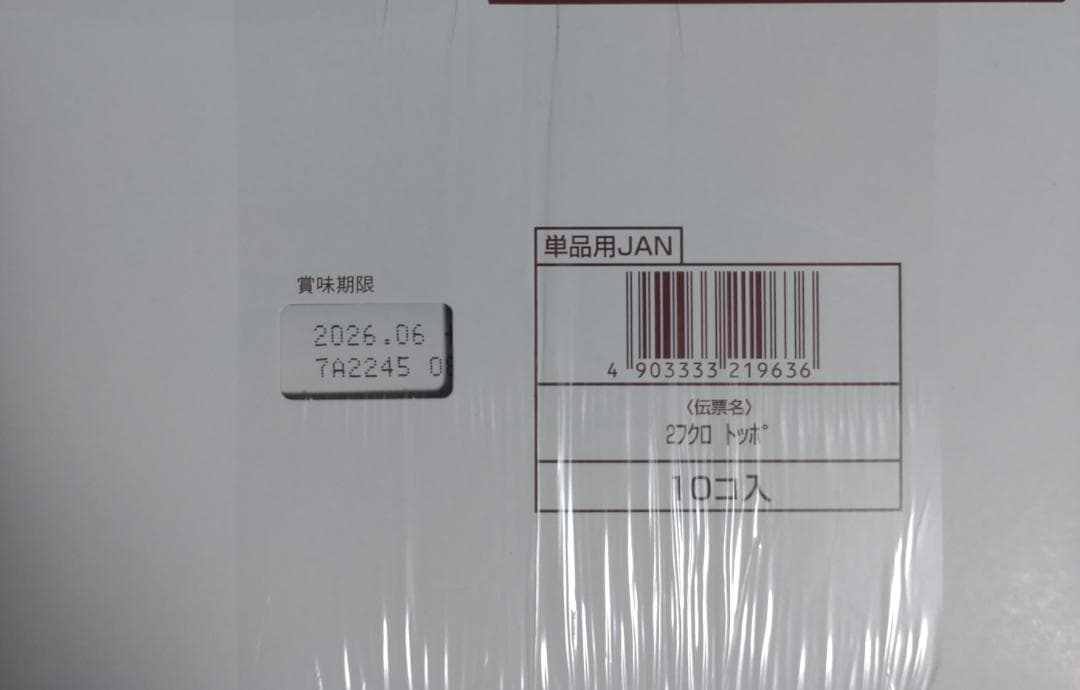 賞味期限
2026.06
7A2245 0
単品用JAN
4 903333 219636
〈伝票名〉
2フクロ トッポ
10コ入